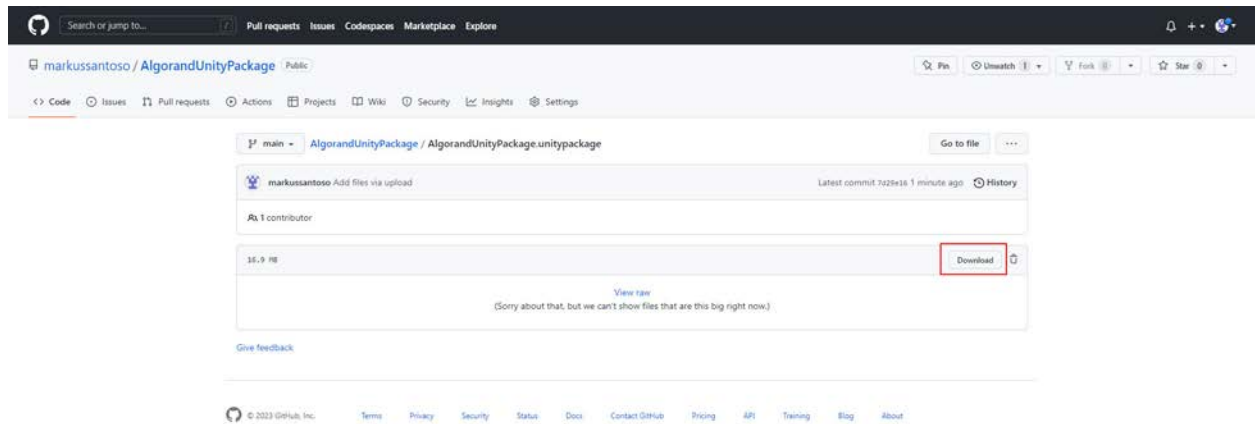 Search or jump to... / Pull requests Issues Codespaces Marketplace Explore
markussantoso / AlgorandUnityPackage Public Pin Unwatch 1 Fork 0 Star 0
Code Issues Pull requests Actions Projects Wiki Security Insights Settings
main AlgorandUnityPackage / AlgorandUnityPackage.unitypackage Go to file ...
markussantoso Add files via upload Latest commit 7d29e16 1 minute ago History
1 contributor
16.9 MB Download
View raw
(Sorry about that, but we can't show files that are this big right now.)
Give feedback
© 2023 GitHub, Inc. Terms Privacy Security Status Docs Contact GitHub Pricing API Training Blog About